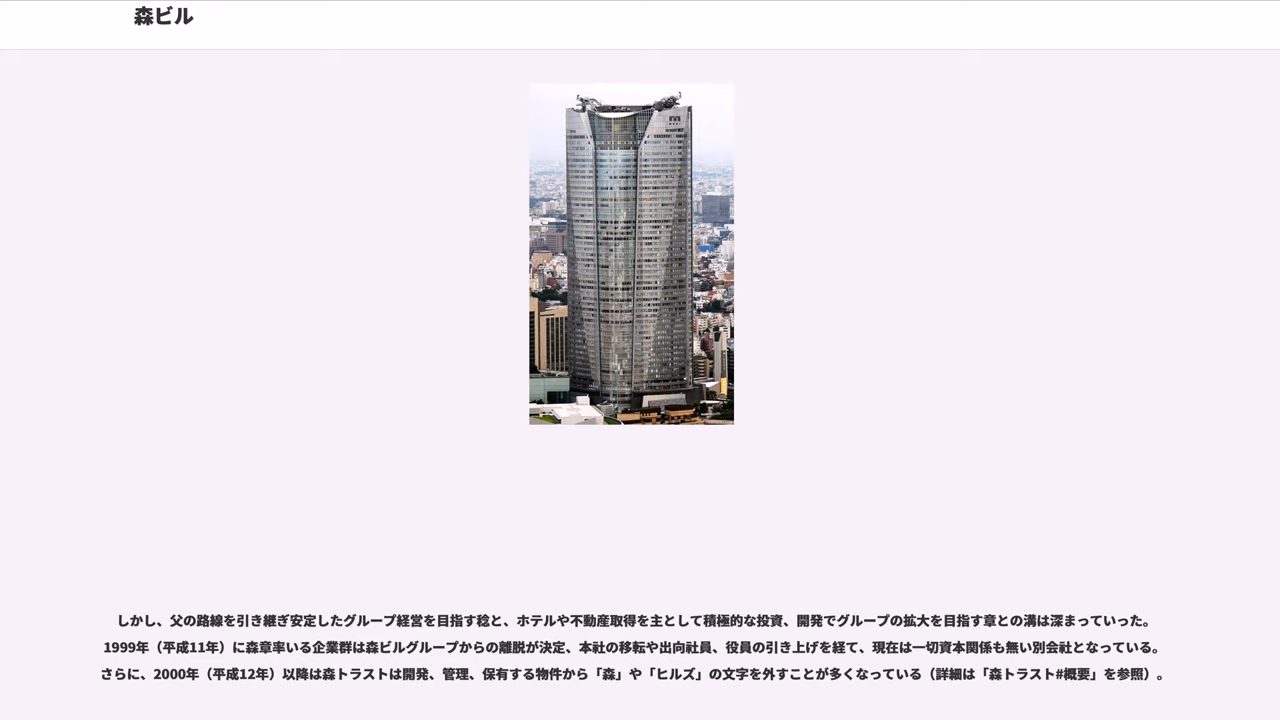 森ビル
しかし、父の路線を引き継ぎ安定したグループ経営を目指す稔と、ホテルや不動産取得を主として積極的な投資、開発でグループの拡大を目指す章との溝は深まっていった。
1999年（平成11年）に森章率いる企業群は森ビルグループからの離脱が決定、本社の移転や出向社員、役員の引き上げを経て、現在は一切資本関係も無い別会社となっている。
さらに、2000年（平成12年）以降は森トラストは開発、管理、保有する物件から「森」や「ヒルズ」の文字を外すことが多くなっている（詳細は「森トラスト#概要」を参照）。